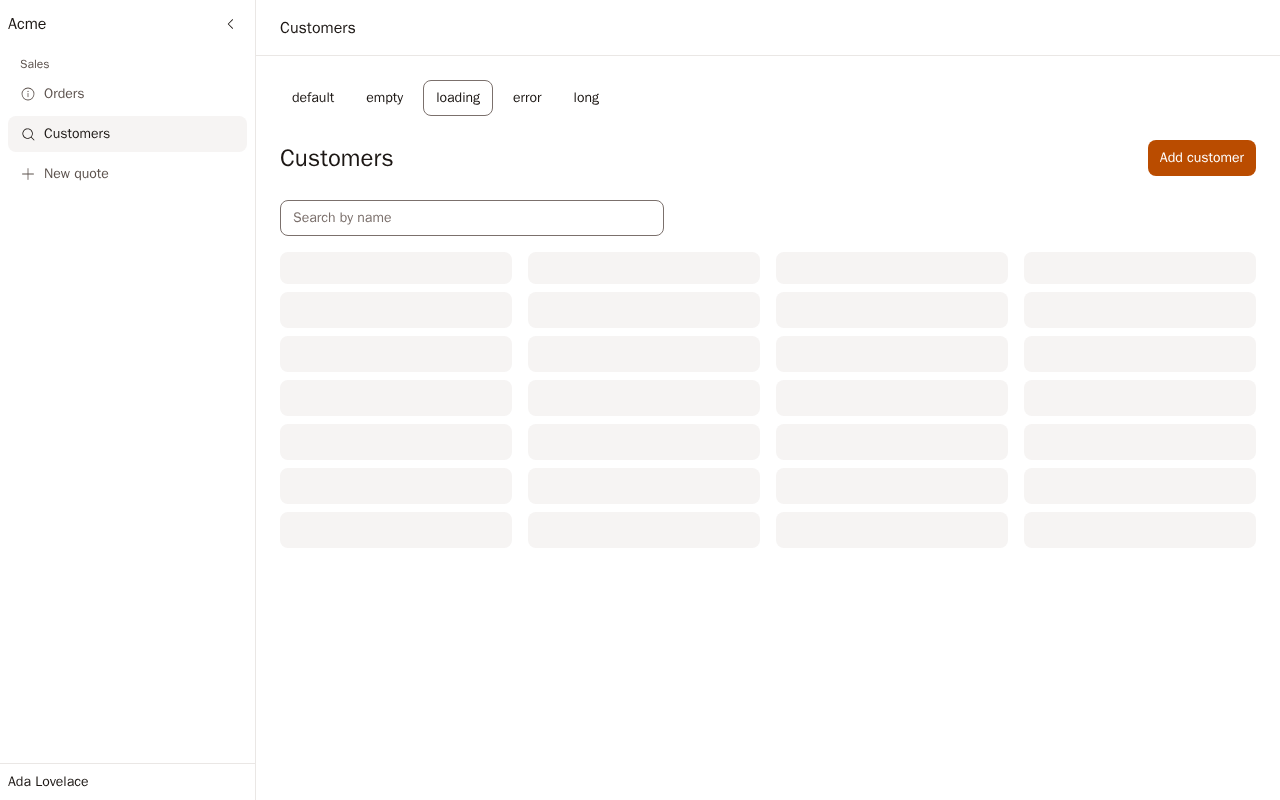 Acme
Sales
Orders
Customers
New quote
Ada Lovelace
Customers
default
empty
loading
error
long
Customers
Add customer
Search by name